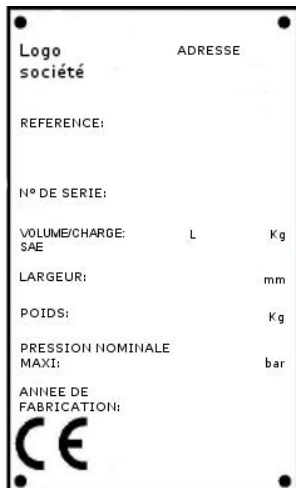 Logo ADRESSE
société
REFERENCE:
Nº DE SERIE:
VOLUME/CHARGE: L Kg
SAE
LARGEUR: mm
POIDS: Kg
PRESSION NOMINALE
MAXI: bar
ANNEE DE
FABRICATION:
CE